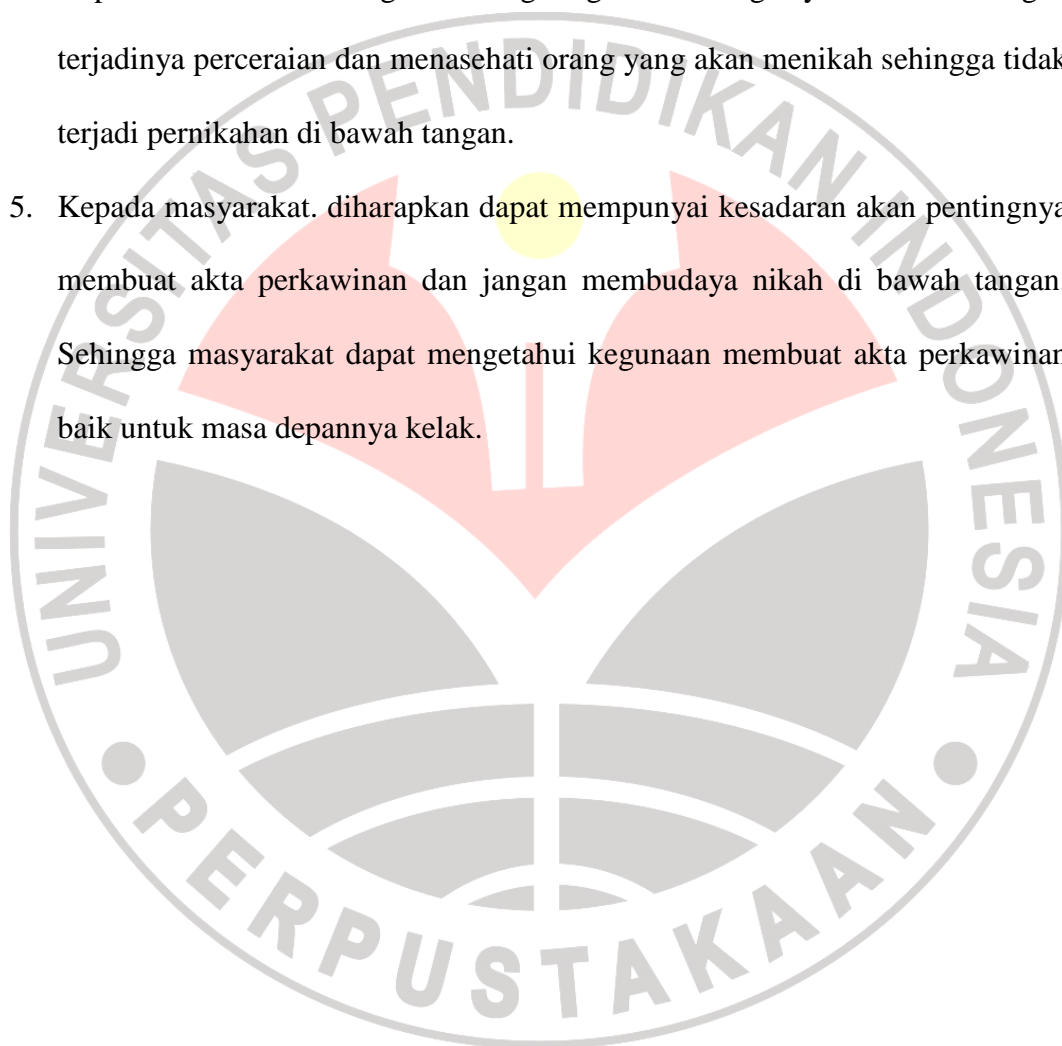 terjadinya perceraian dan menasehati orang yang akan menikah sehingga tidak
terjadi pernikahan di bawah tangan.
5. Kepada masyarakat. diharapkan dapat mempunyai kesadaran akan pentingnya
membuat akta perkawinan dan jangan membudaya nikah di bawah tangan.
Sehingga masyarakat dapat mengetahui kegunaan membuat akta perkawinan
baik untuk masa depannya kelak.
UNIVERSITAS PENDIDIKAN INDONESIA
PERPUSTAKAAN